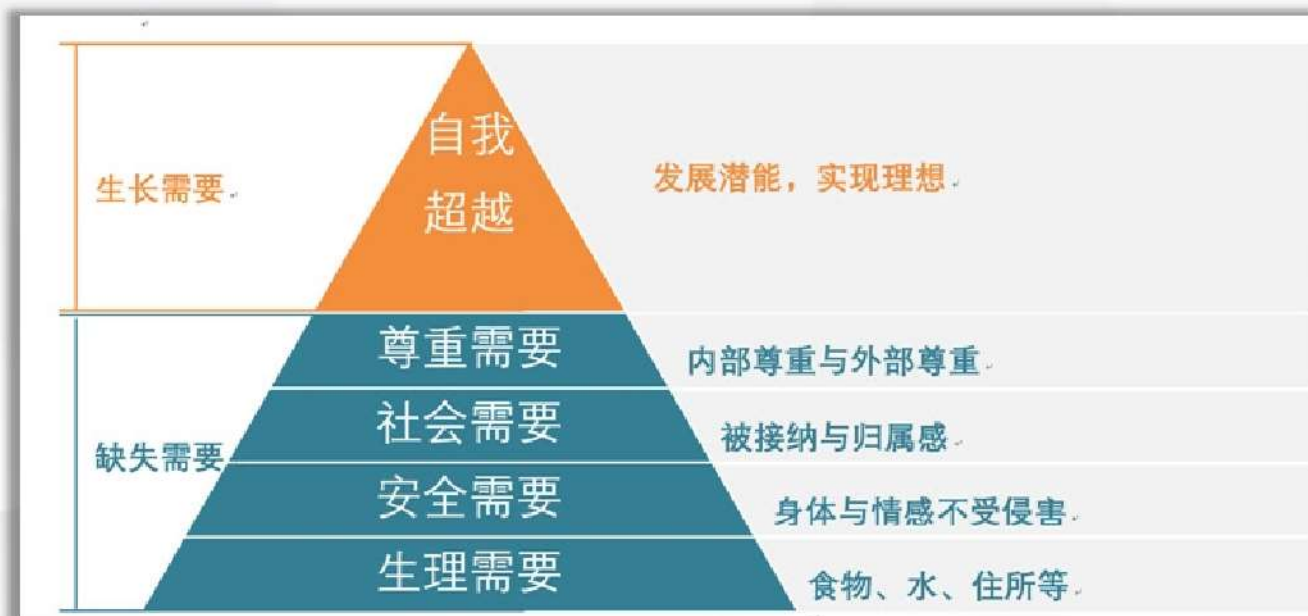 自我
超越
生长需要
发展潜能，实现理想
尊重需要
内部尊重与外部尊重
社会需要
被接纳与归属感
缺失需要
安全需要
身体与情感不受侵害
生理需要
食物、水、住所等